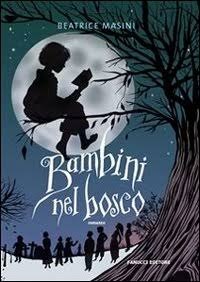 BEATRICE MASINI
Bambini
nel bosco
ROMANZO
FANUCCI EDITORE